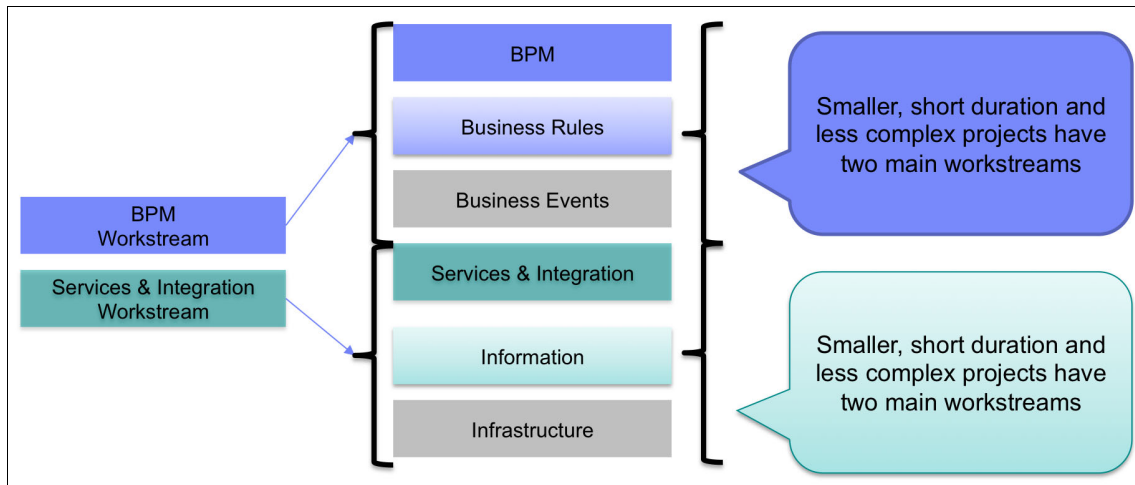 BPM
Workstream
Services & Integration
Workstream
BPM
Business Rules
Business Events
Services & Integration
Information
Infrastructure
Smaller, short duration and
less complex projects have
two main workstreams
Smaller, short duration and
less complex projects have
two main workstreams